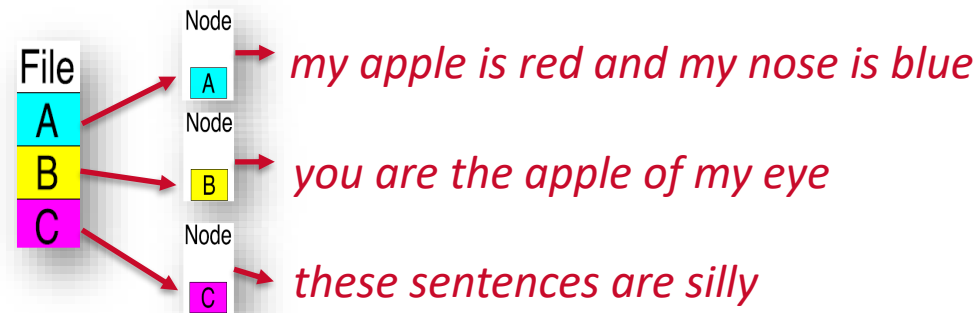 File
A
B
C
Node
A
my apple is red and my nose is blue
Node
B
you are the apple of my eye
Node
C
these sentences are silly